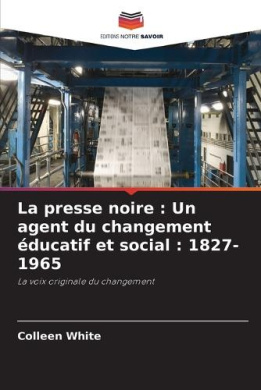 EDITIONS NOTRE SAVOIR
La presse noire : Un
agent du changement
éducatif et social : 1827-
1965
La voix originale du changement
Colleen White